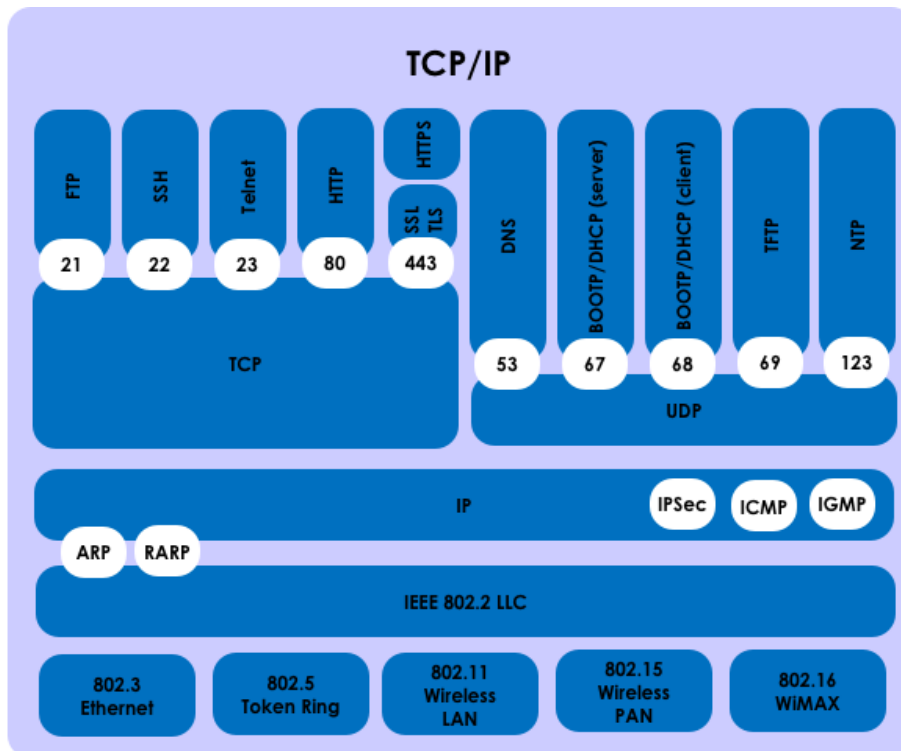 TCP/IP
FTP
SSH
Telnet
HTTP
HTTPS
SSL
TLS
DNS
BOOTP/DHCP (server)
BOOTP/DHCP (client)
TFTP
NTP
21
22
23
80
443
53
67
68
69
123
TCP
UDP
IP
IPSec
ICMP
IGMP
ARP
RARP
IEEE 802.2 LLC
802.3
Ethernet
802.5
Token Ring
802.11
Wireless
LAN
802.15
Wireless
PAN
802.16
WiMAX